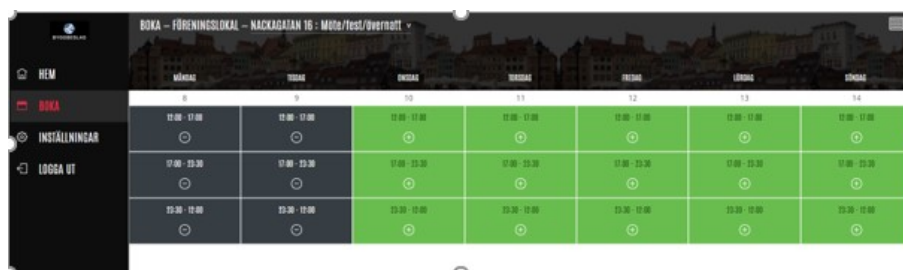 BOKA – FÖRENINGSLOKAL – NACKAGATAN 16 : Möte/fest/övernatt
HEM
BOKA
INSTÄLLNINGAR
LOGGA UT
MÅNDAG TISDAG ONSDAG TORSDAG FREDAG LÖRDAG SÖNDAG
8 9 10 11 12 13 14
12:00 - 17:00 12:00 - 17:00 12:00 - 17:00 12:00 - 17:00 12:00 - 17:00 12:00 - 17:00 12:00 - 17:00
17:00 - 23:30 17:00 - 23:30 17:00 - 23:30 17:00 - 23:30 17:00 - 23:30 17:00 - 23:30 17:00 - 23:30
23:30 - 12:00 23:30 - 12:00 23:30 - 12:00 23:30 - 12:00 23:30 - 12:00 23:30 - 12:00 23:30 - 12:00